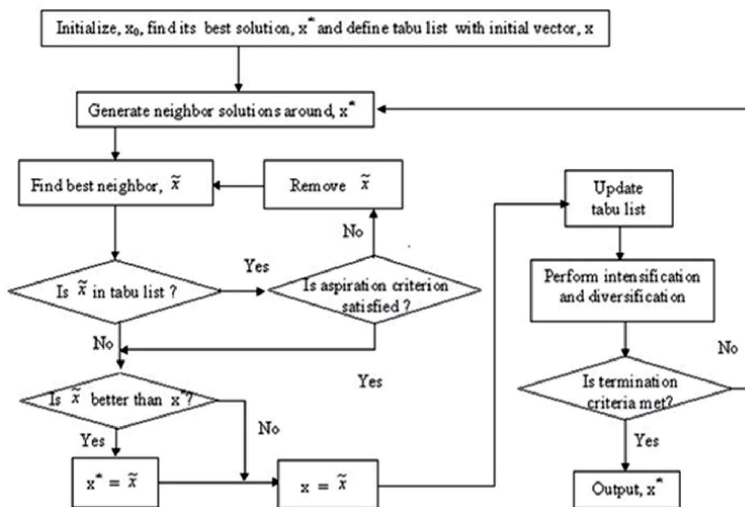 Initialize, x₀, find its best solution, x* and define tabu list with initial vector, x
Generate neighbor solutions around, x*
Find best neighbor, x̃
Remove x̃
Update
tabu list
No
Yes
Is x̃ in tabu list ?
Is aspiration criterion
satisfied ?
Perform intensification
and diversification
No
No
Yes
Is x̃ better than x*?
Is termination
criteria met?
No
Yes
Yes
x* = x̃
x = x̃
Output, x*